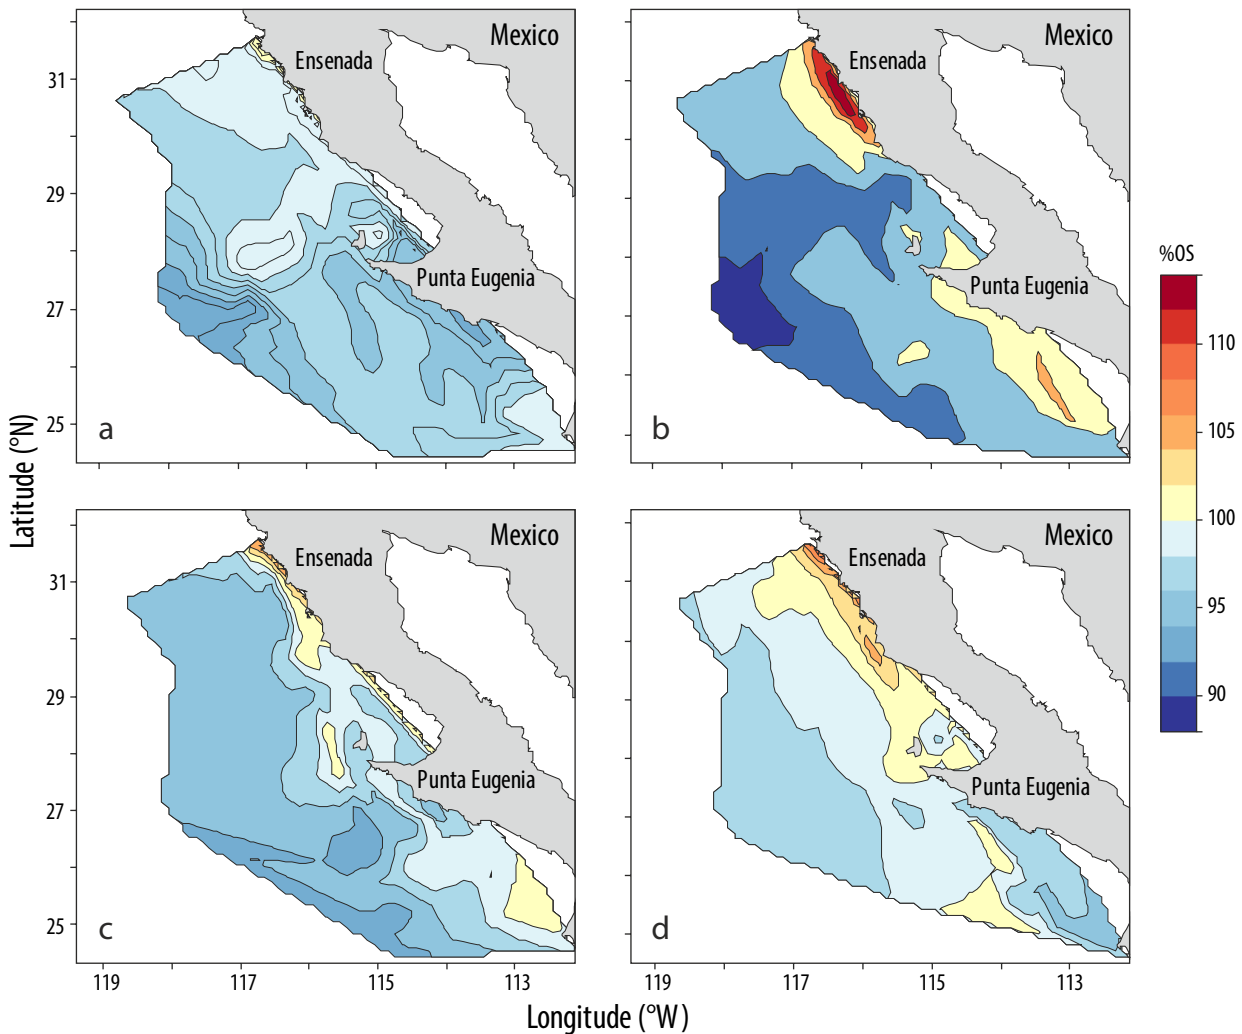 Mexico
Ensenada
Punta Eugenia
31
29
27
25
a
Mexico
Ensenada
Punta Eugenia
b
%OS
110
105
100
95
90
Latitude (°N)
Mexico
Ensenada
Punta Eugenia
31
29
27
25
c
119
117
115
113
Mexico
Ensenada
Punta Eugenia
d
119
117
115
113
Longitude (°W)